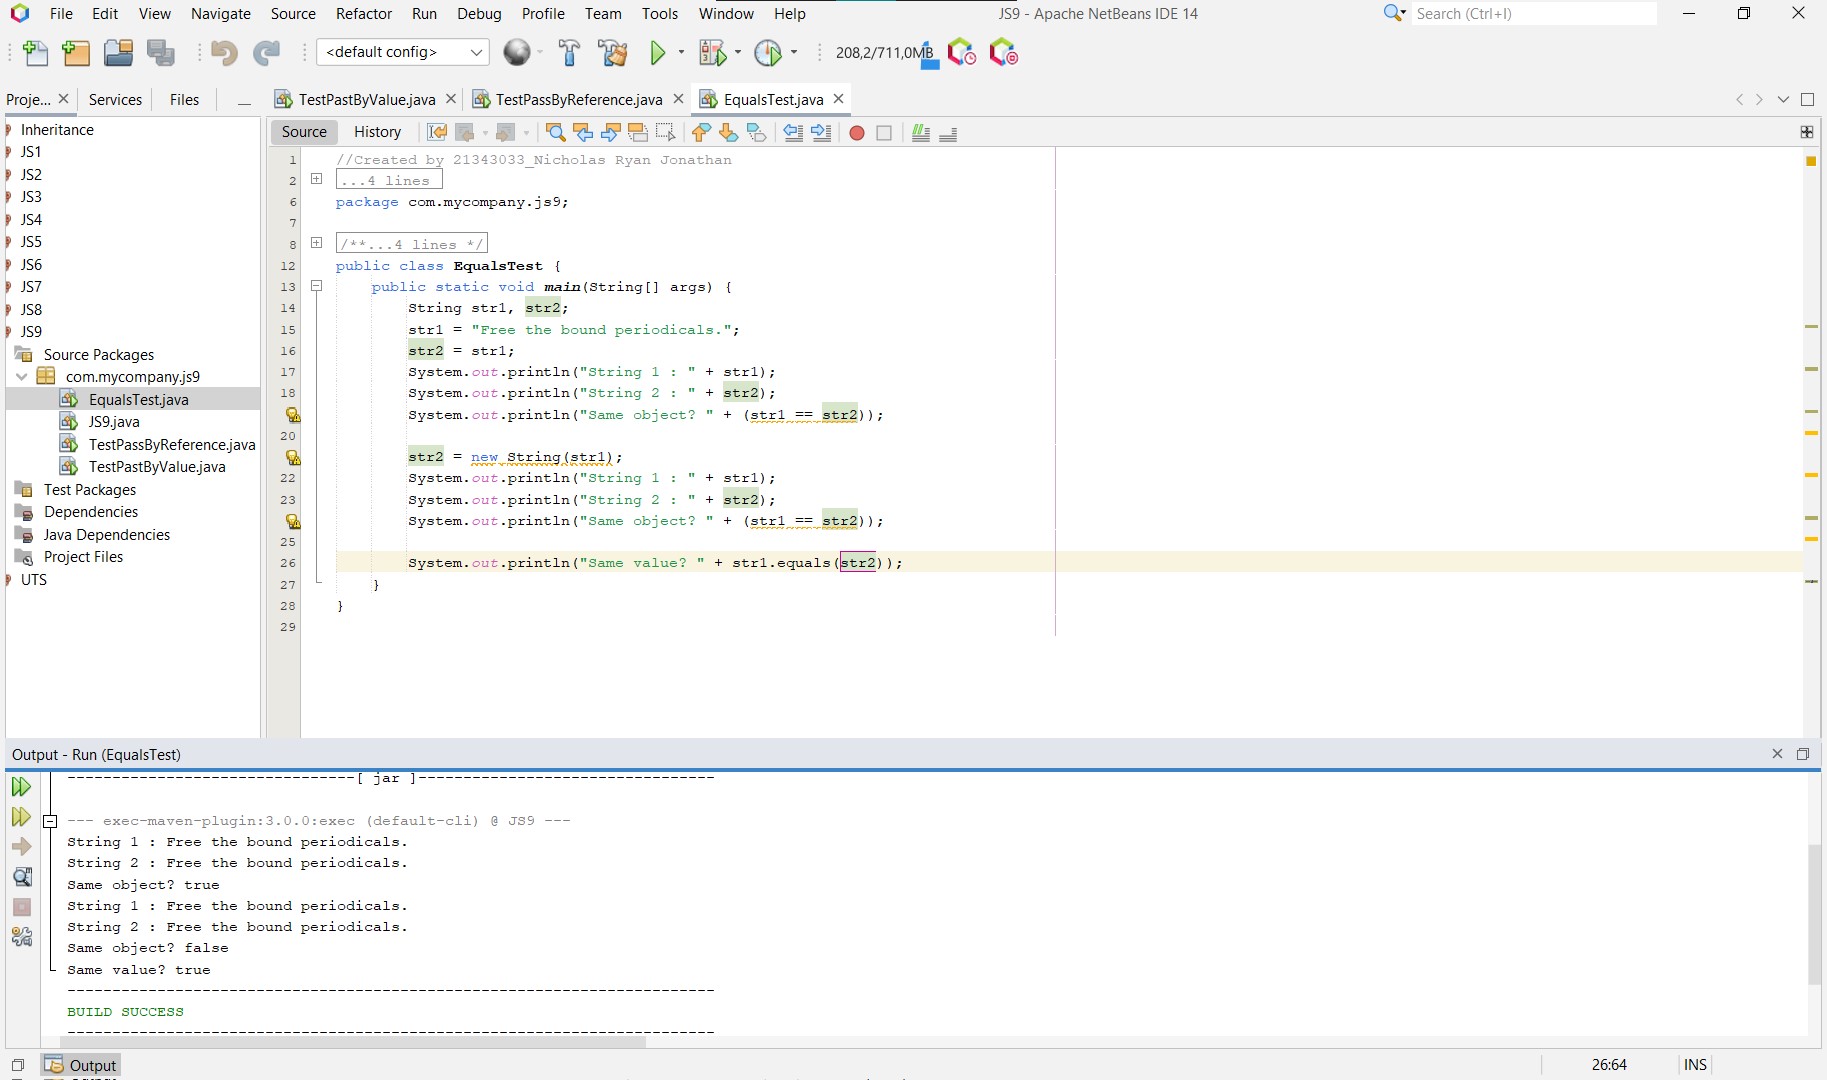 File Edit View Navigate Source Refactor Run Debug Profile Team Tools Window Help
JS9 - Apache NetBeans IDE 14
Search (Ctrl+I)
<default config>
208,2/711,0MB
Proje... Services Files
TestPastByValue.java TestPassByReference.java EqualsTest.java
Source History
Inheritance
JS1
JS2
JS3
JS4
JS5
JS6
JS7
JS8
JS9
Source Packages
com.mycompany.js9
EqualsTest.java
JS9.java
TestPassByReference.java
TestPastByValue.java
Test Packages
Dependencies
Java Dependencies
Project Files
UTS
1 //Created by 21343033_Nicholas Ryan Jonathan
2 ...4 lines
6 package com.mycompany.js9;
7
8 /**...4 lines */
12 public class EqualsTest {
13 public static void main(String[] args) {
14 String str1, str2;
15 str1 = "Free the bound periodicals.";
16 str2 = str1;
17 System.out.println("String 1 : " + str1);
18 System.out.println("String 2 : " + str2);
System.out.println("Same object? " + (str1 == str2));
20
str2 = new String(str1);
22 System.out.println("String 1 : " + str1);
23 System.out.println("String 2 : " + str2);
System.out.println("Same object? " + (str1 == str2));
25
26 System.out.println("Same value? " + str1.equals(str2));
27 }
28 }
29
Output - Run (EqualsTest)
--------------------------------[ jar ]---------------------------------
--- exec-maven-plugin:3.0.0:exec (default-cli) @ JS9 ---
String 1 : Free the bound periodicals.
String 2 : Free the bound periodicals.
Same object? true
String 1 : Free the bound periodicals.
String 2 : Free the bound periodicals.
Same object? false
Same value? true
------------------------------------------------------------------------
BUILD SUCCESS
------------------------------------------------------------------------
Output
26:64 INS